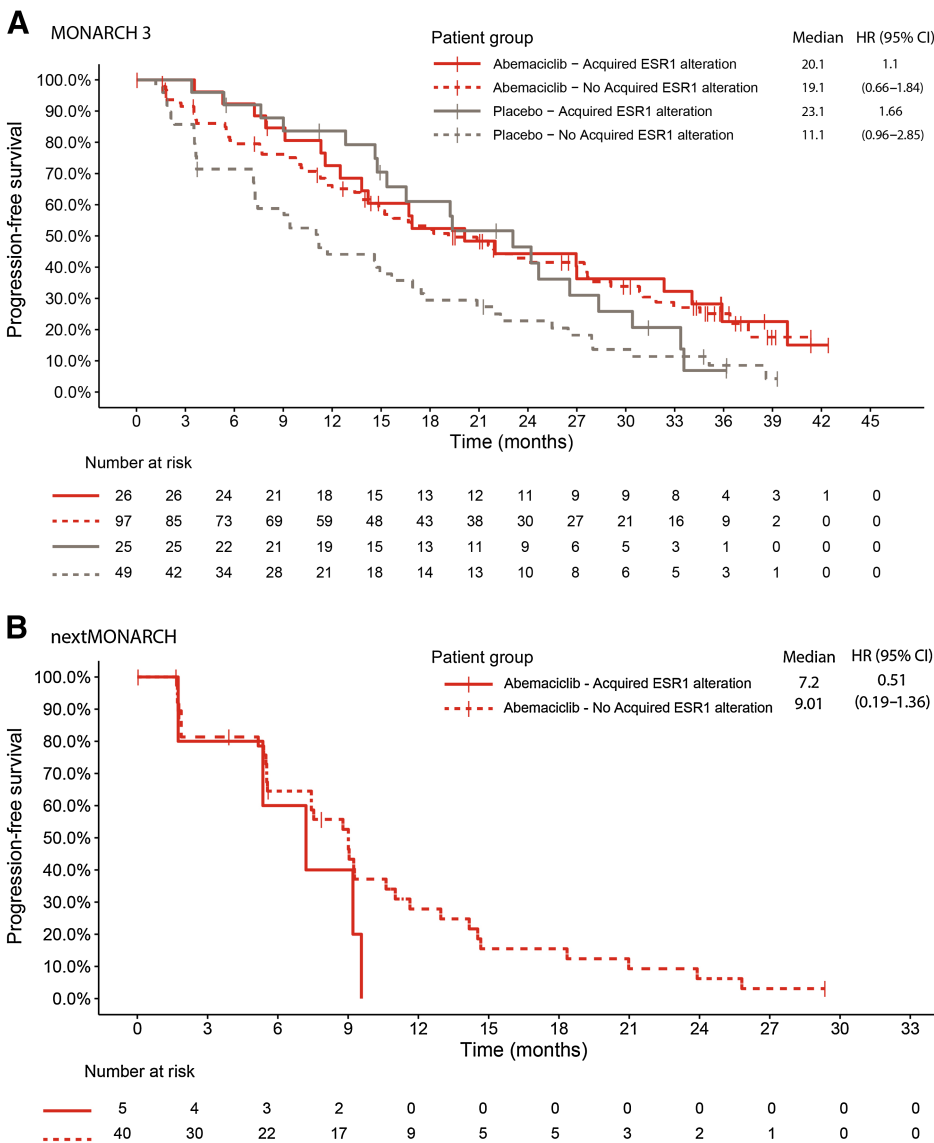 A MONARCH 3
Patient group Median HR (95% CI)
Abemaciclib – Acquired ESR1 alteration 20.1 1.1
Abemaciclib – No Acquired ESR1 alteration 19.1 (0.66–1.84)
Placebo – Acquired ESR1 alteration 23.1 1.66
Placebo – No Acquired ESR1 alteration 11.1 (0.96–2.85)
Progression-free survival
100.0%
90.0%
80.0%
70.0%
60.0%
50.0%
40.0%
30.0%
20.0%
10.0%
0.0%
0 3 6 9 12 15 18 21 24 27 30 33 36 39 42 45
Time (months)
Number at risk
26 26 24 21 18 15 13 12 11 9 9 8 4 3 1 0
97 85 73 69 59 48 43 38 30 27 21 16 9 2 0 0
25 25 22 21 19 15 13 11 9 6 5 3 1 0 0 0
49 42 34 28 21 18 14 13 10 8 6 5 3 1 0 0
B nextMONARCH
Patient group Median HR (95% CI)
Abemaciclib - Acquired ESR1 alteration 7.2 0.51
Abemaciclib - No Acquired ESR1 alteration 9.01 (0.19–1.36)
Progression-free survival
100.0%
90.0%
80.0%
70.0%
60.0%
50.0%
40.0%
30.0%
20.0%
10.0%
0.0%
0 3 6 9 12 15 18 21 24 27 30 33
Time (months)
Number at risk
5 4 3 2 0 0 0 0 0 0 0 0
40 30 22 17 9 5 5 3 2 1 0 0